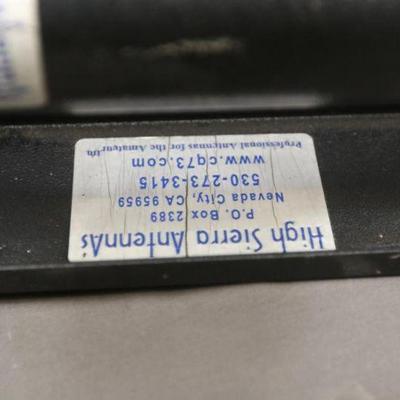 High Sierra AntennA's
P.O. Box 2389
Nevada City, CA 95959
530-273-3415
www.cq73.com
Professional Antennas for the Amateur